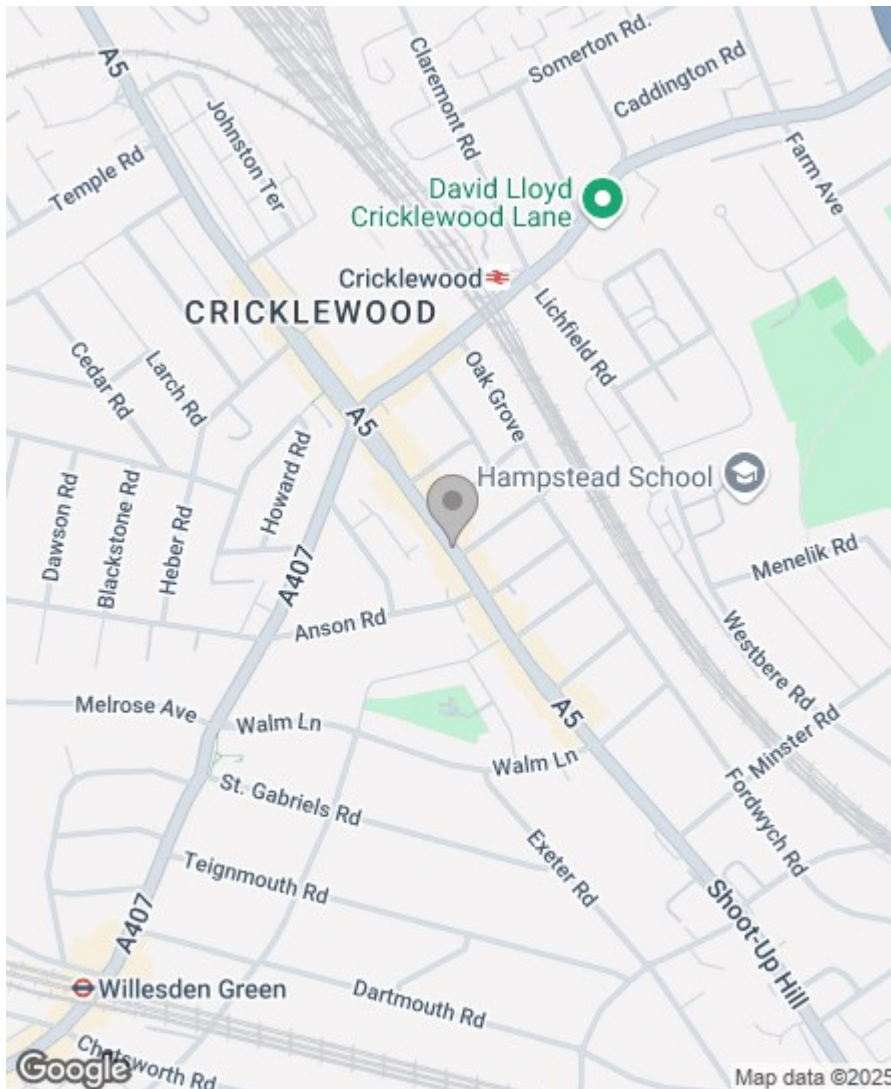 A5
Claremont Rd
Somerton Rd.
Caddington Rd
Johnston Ter
Temple Rd
Farm Ave
David Lloyd
Cricklewood Lane
Cricklewood
CRICKLEWOOD
Lichfield Rd
Cedar Rd
Larch Rd
Oak Grove
A5
Howard Rd
Hampstead School
Dawson Rd
Blackstone Rd
Heber Rd
A407
Menelik Rd
Anson Rd
Westbere Rd
Melrose Ave
Walm Ln
A5
Minster Rd
Walm Ln
St. Gabriels Rd
Fordwych Rd
Exeter Rd
Teignmouth Rd
Shoot-Up Hill
A407
Willesden Green
Dartmouth Rd
Chatsworth Rd
Google
Map data ©2025